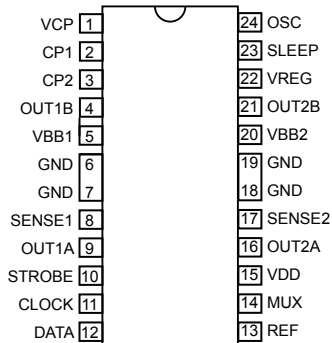 VCP 1 24 OSC
CP1 2 23 SLEEP
CP2 3 22 VREG
OUT1B 4 21 OUT2B
VBB1 5 20 VBB2
GND 6 19 GND
GND 7 18 GND
SENSE1 8 17 SENSE2
OUT1A 9 16 OUT2A
STROBE 10 15 VDD
CLOCK 11 14 MUX
DATA 12 13 REF